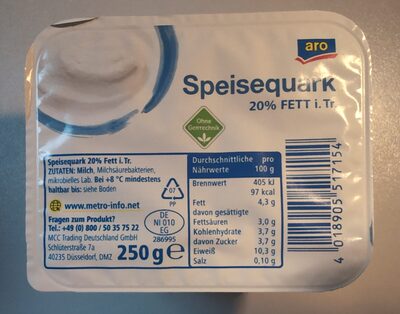 aro
Speisequark
20% FETT i. Tr.
Ohne
Gentechnik
Speisequark 20% Fett i. Tr.
ZUTATEN: Milch, Milchsäurebakterien,
mikrobielles Lab. Bei +8 °C mindestens
haltbar bis: siehe Boden
www.metro-info.net
Fragen zum Produkt?
Tel.: +49 (0) 800 / 50 35 75 22
MCC Trading Deutschland GmbH
Schlüterstraße 7a
40235 Düsseldorf, DMZ
07
PP
DE
NI 010
EG
286995
250 g e
Durchschnittliche pro
Nährwerte 100 g
Brennwert 405 kJ
97 kcal
Fett 4,3 g
davon gesättigte
Fettsäuren 3,0 g
Kohlenhydrate 3,7 g
davon Zucker 3,7 g
Eiweiß 10,3 g
Salz 0,10 g
4 018905 517154